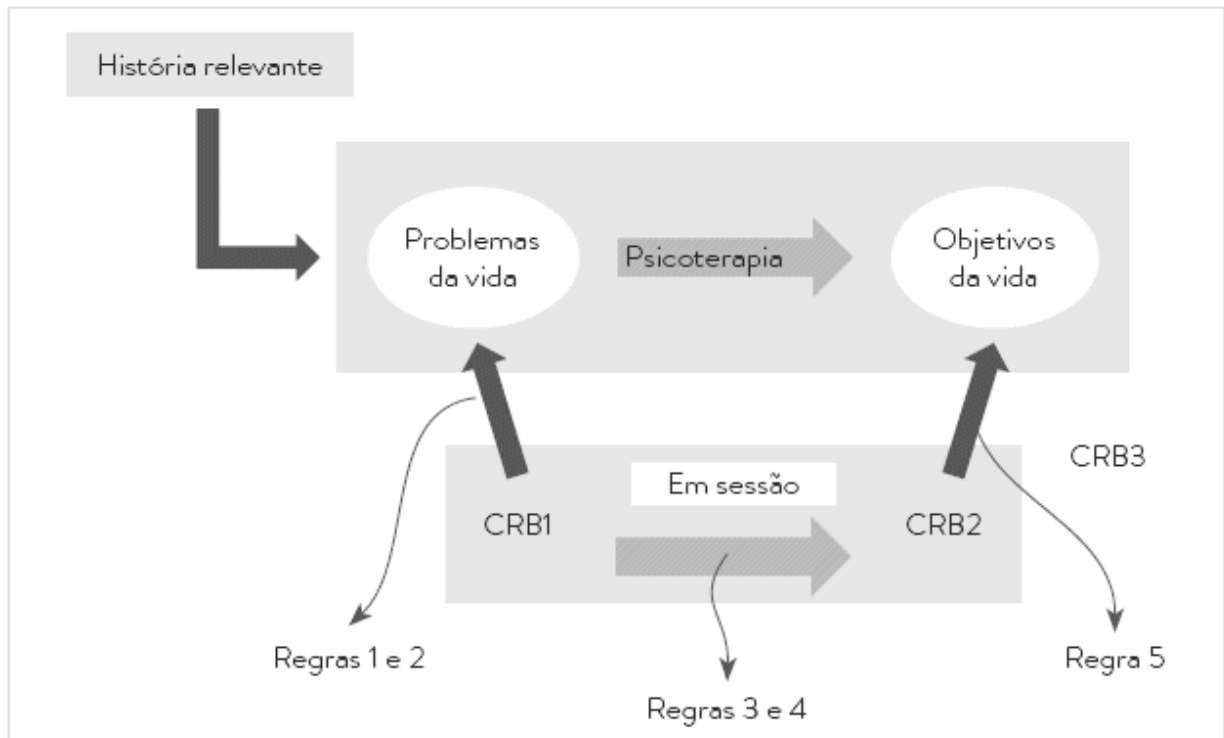 História relevante
Problemas
da vida
Psicoterapia
Objetivos
da vida
Em sessão
CRB1
CRB2
CRB3
Regras 1 e 2
Regras 3 e 4
Regra 5